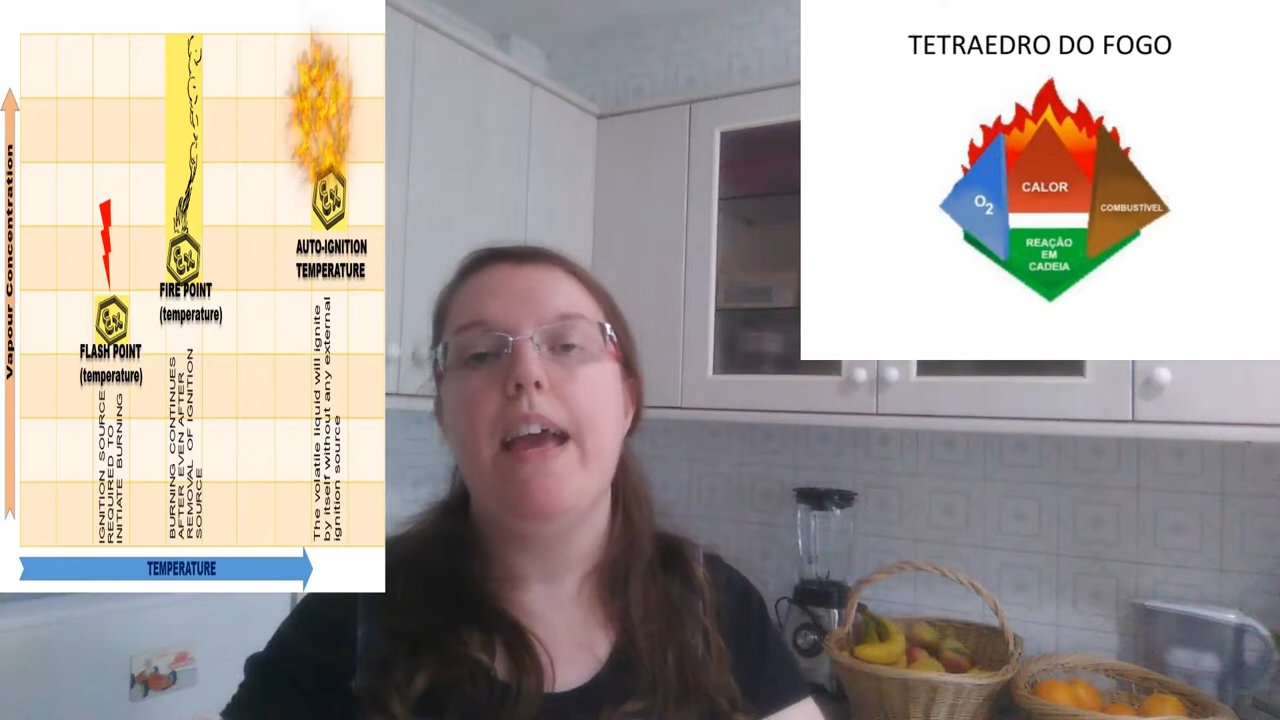 Vapour Concentration
FLASH POINT
(temperature)
IGNITION SOURCE
REQUIRED TO
INITIATE BURNING
FIRE POINT
(temperature)
BURNING CONTINUES
AFTER EVEN AFTER
REMOVAL OF IGNITION
SOURCE
AUTO-IGNITION
TEMPERATURE
The volatile liquid will ignite
by itself without any external
ignition source
TEMPERATURE
TETRAEDRO DO FOGO
O2
CALOR
COMBUSTÍVEL
REAÇÃO
EM
CADEIA